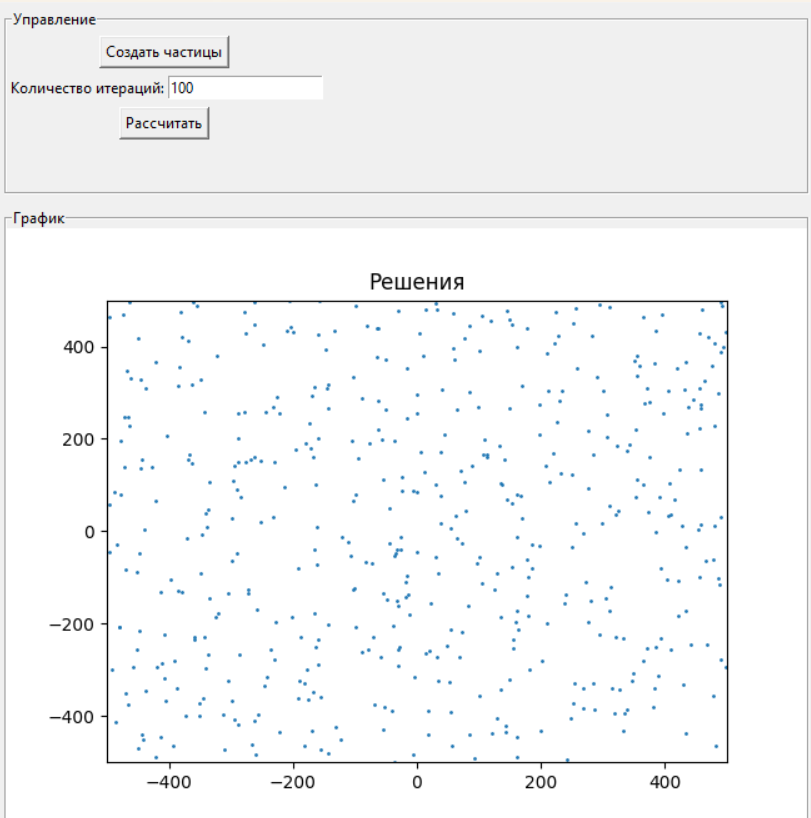 Управление
Создать частицы
Количество итераций: 100
Рассчитать
График
Решения
400
200
0
−200
−400
−400 −200 0 200 400